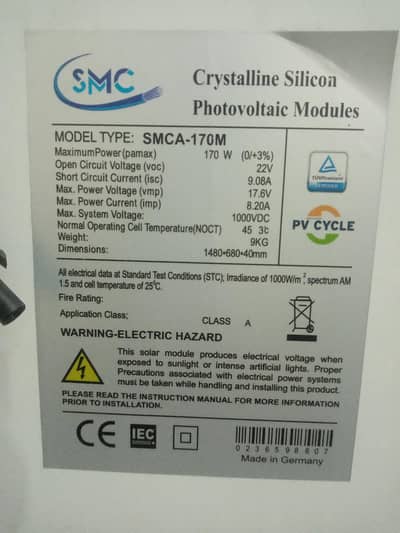 SMC
Crystalline Silicon
Photovoltaic Modules
MODEL TYPE: SMCA-170M
MaximumPower(pamax) 170 W (0/+3%)
Open Circuit Voltage (voc) 22V
Short Circuit Current (isc) 9.08A
Max. Power Voltage (vmp) 17.6V
Max. Power Current (imp) 8.20A
Max. System Voltage: 1000VDC
Normal Operating Cell Temperature(NOCT) 45 3c
Weight: 9KG
Dimensions: 1480*680*40mm
TÜVRheinland
PV CYCLE
All electrical data at Standard Test Conditions (STC); Irradiance of 1000W/m², spectrum AM
1.5 and cell temperature of 25°C.
Fire Rating:
Application Class; CLASS A
WARNING-ELECTRIC HAZARD
This solar module produces electrical voltage when
exposed to sunlight or intense artificial lights. Proper
Precautions associated with electrical power systems
must be taken while handling and installing this product.
PLEASE READ THE INSTRUCTION MANUAL FOR MORE INFORMATION
PRIOR TO INSTALLATION.
CE IEC
0236598607
Made in Germany